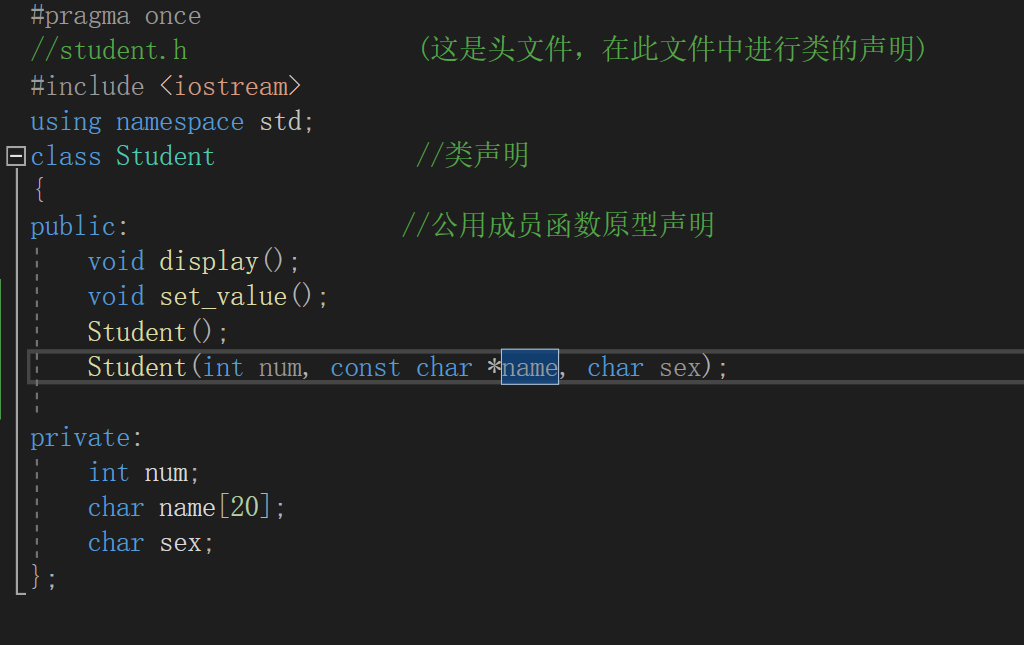 #pragma once
//student.h (这是头文件，在此文件中进行类的声明)
#include <iostream>
using namespace std;
class Student //类声明
{
public: //公用成员函数原型声明
void display();
void set_value();
Student();
Student(int num, const char *name, char sex);
private:
int num;
char name[20];
char sex;
};